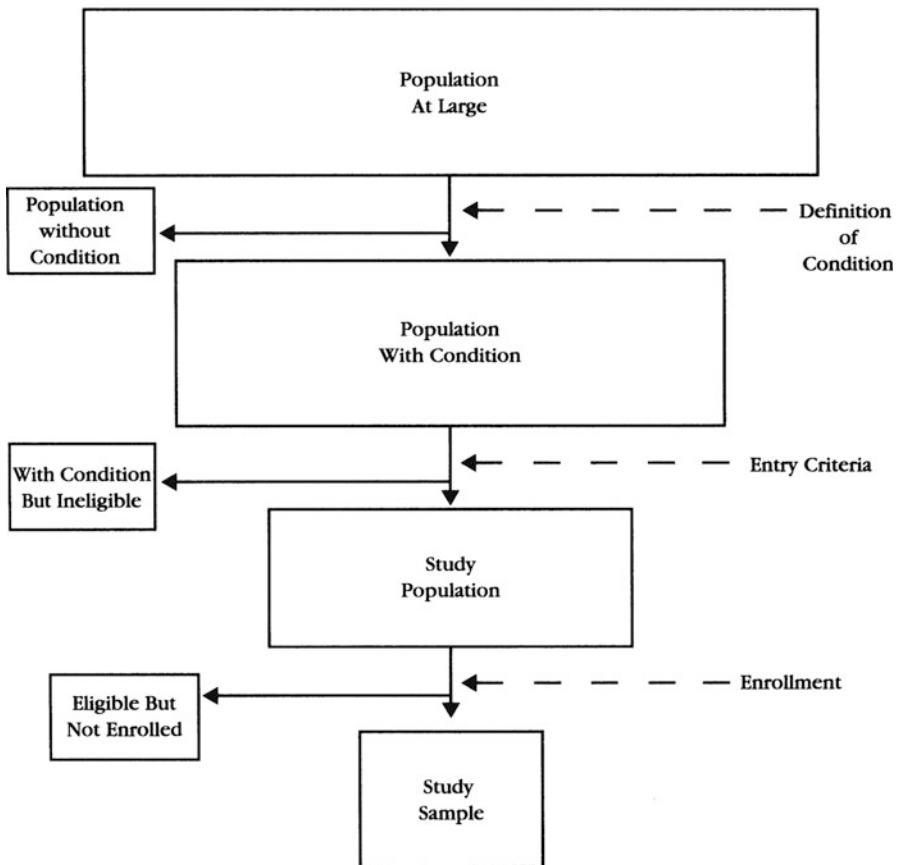 Population
At Large
Population
without
Condition
Definition
of
Condition
Population
With Condition
With Condition
But Ineligible
Entry Criteria
Study
Population
Eligible But
Not Enrolled
Enrollment
Study
Sample